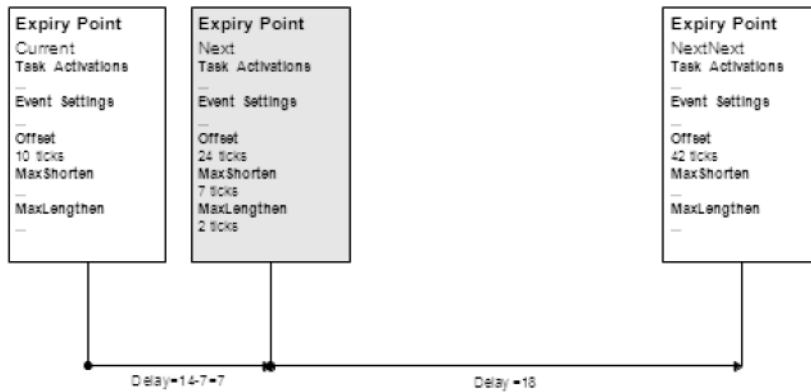 Expiry Point
Current
Task Activations
...
Event Settings
...
Offset
10 ticks
MaxShorten
...
MaxLengthen
...
Expiry Point
Next
Task Activations
...
Event Settings
...
Offset
24 ticks
MaxShorten
7 ticks
MaxLengthen
2 ticks
Expiry Point
NextNext
Task Activations
...
Event Settings
...
Offset
42 ticks
MaxShorten
...
MaxLengthen
...
Delay=14-7=7
Delay =18